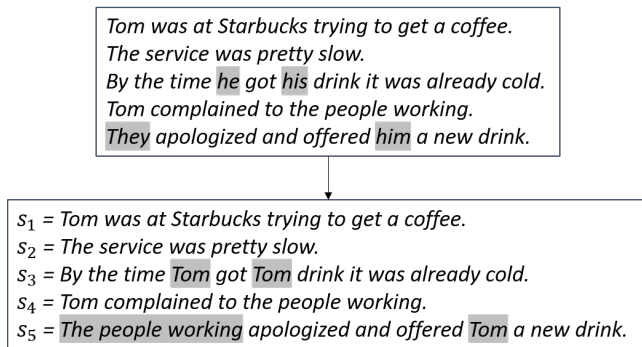 Tom was at Starbucks trying to get a coffee.
The service was pretty slow.
By the time he got his drink it was already cold.
Tom complained to the people working.
They apologized and offered him a new drink.
s₁ = Tom was at Starbucks trying to get a coffee.
s₂ = The service was pretty slow.
s₃ = By the time Tom got Tom drink it was already cold.
s₄ = Tom complained to the people working.
s₅ = The people working apologized and offered Tom a new drink.